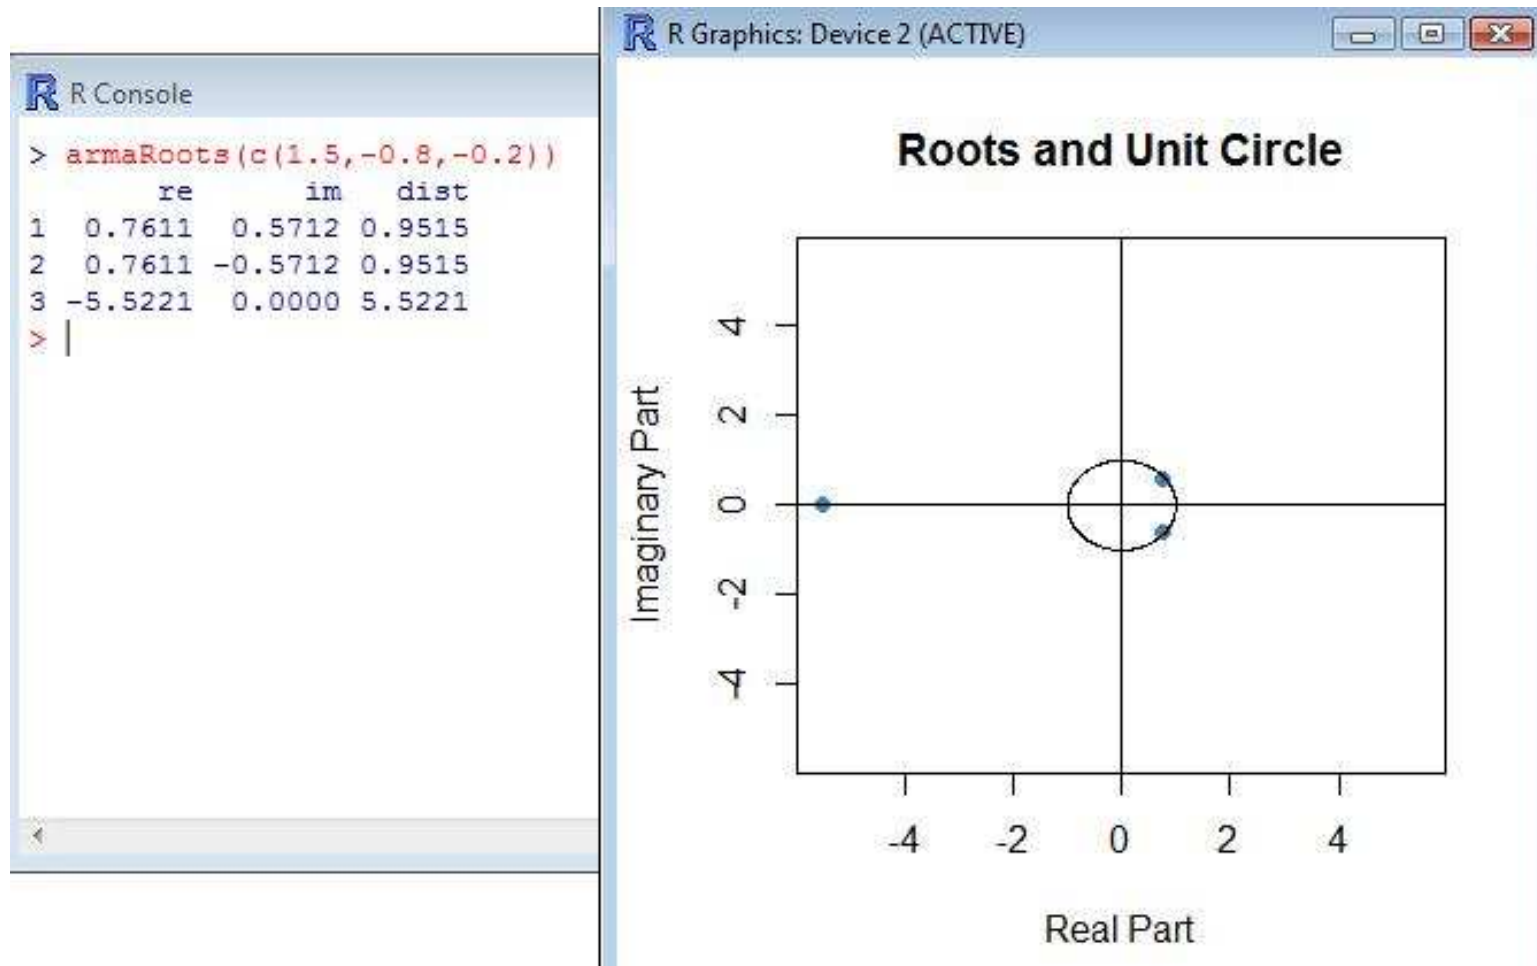 R Console
> armaRoots(c(1.5,-0.8,-0.2))
re im dist
1 0.7611 0.5712 0.9515
2 0.7611 -0.5712 0.9515
3 -5.5221 0.0000 5.5221
>
R Graphics: Device 2 (ACTIVE)
Roots and Unit Circle
Imaginary Part
4
2
0
-2
-4
-4 -2 0 2 4
Real Part